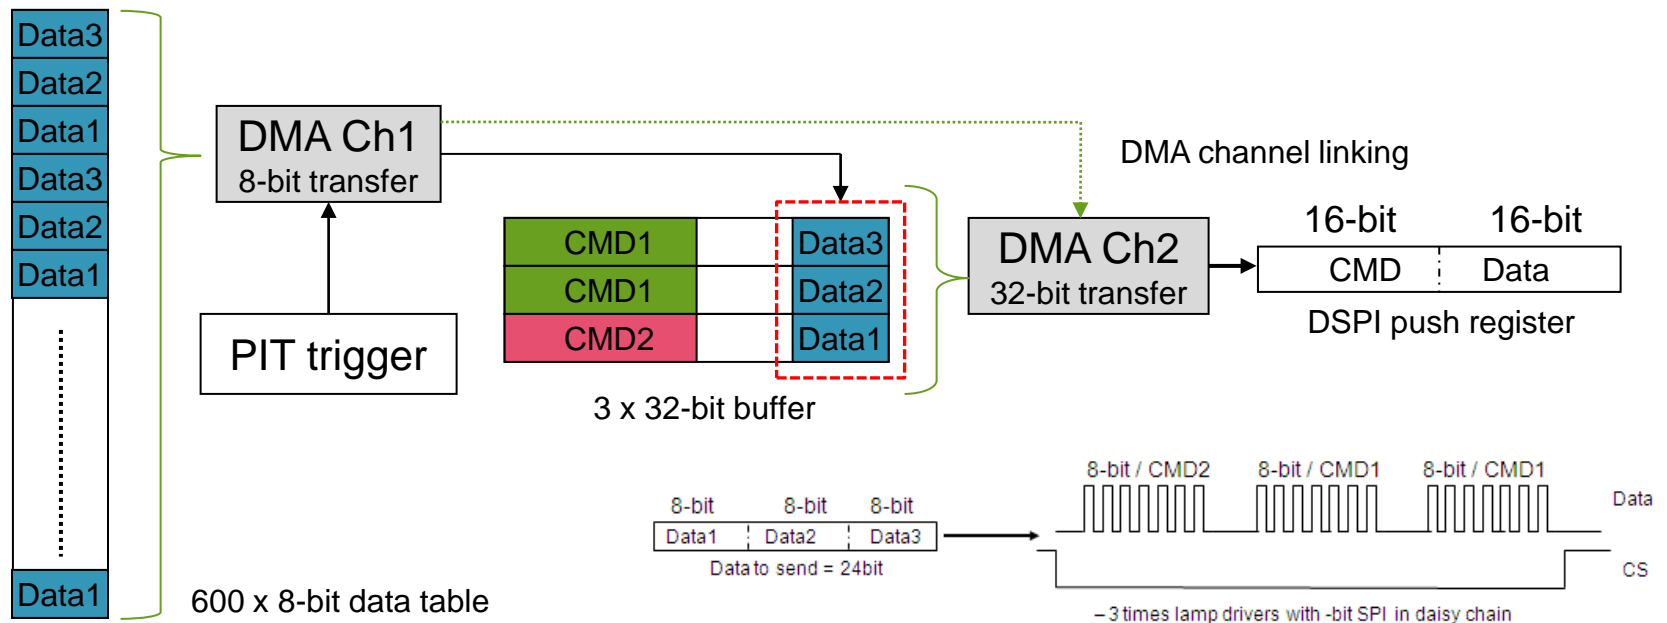 Data3
Data2
Data1
Data3
Data2
Data1
Data1
600 x 8-bit data table
DMA Ch1
8-bit transfer
PIT trigger
CMD1 Data3
CMD1 Data2
CMD2 Data1
3 x 32-bit buffer
DMA channel linking
DMA Ch2
32-bit transfer
16-bit 16-bit
CMD Data
DSPI push register
8-bit 8-bit 8-bit
Data1 Data2 Data3
Data to send = 24bit
8-bit / CMD2 8-bit / CMD1 8-bit / CMD1
Data
CS
– 3 times lamp drivers with -bit SPI in daisy chain